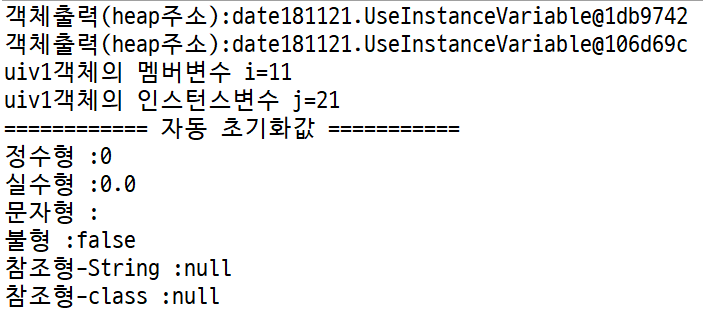 객체출력(heap주소):date181121.UseInstanceVariable@1db9742
객체출력(heap주소):date181121.UseInstanceVariable@106d69c
uiv1객체의 멤버변수 i=11
uiv1객체의 인스턴스변수 j=21
============ 자동 초기화값 ===========
정수형 :0
실수형 :0.0
문자형 :
불형 :false
참조형-String :null
참조형-class :null